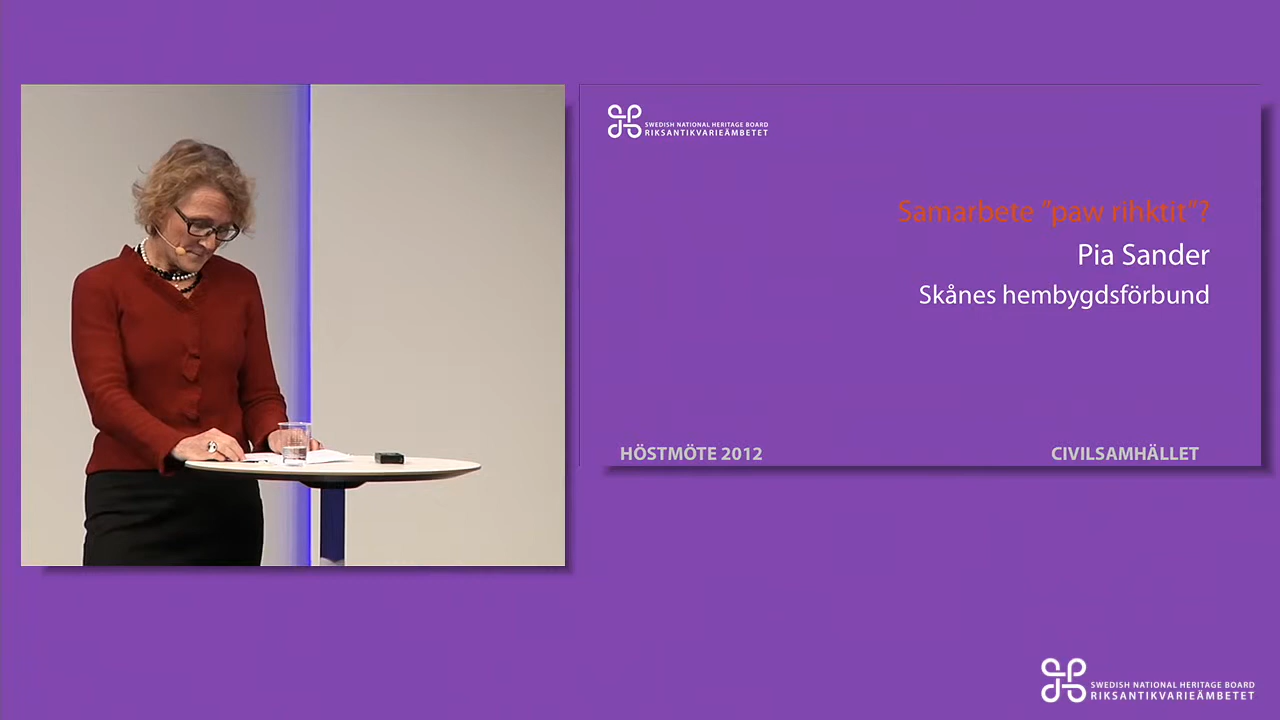 SWEDISH NATIONAL HERITAGE BOARD
RIKSANTIKVARIEÄMBETET
Samarbete ”paw rihktit”?
Pia Sander
Skånes hembygdsförbund
HÖSTMÖTE 2012
CIVILSAMHÄLLET
SWEDISH NATIONAL HERITAGE BOARD
RIKSANTIKVARIEÄMBETET